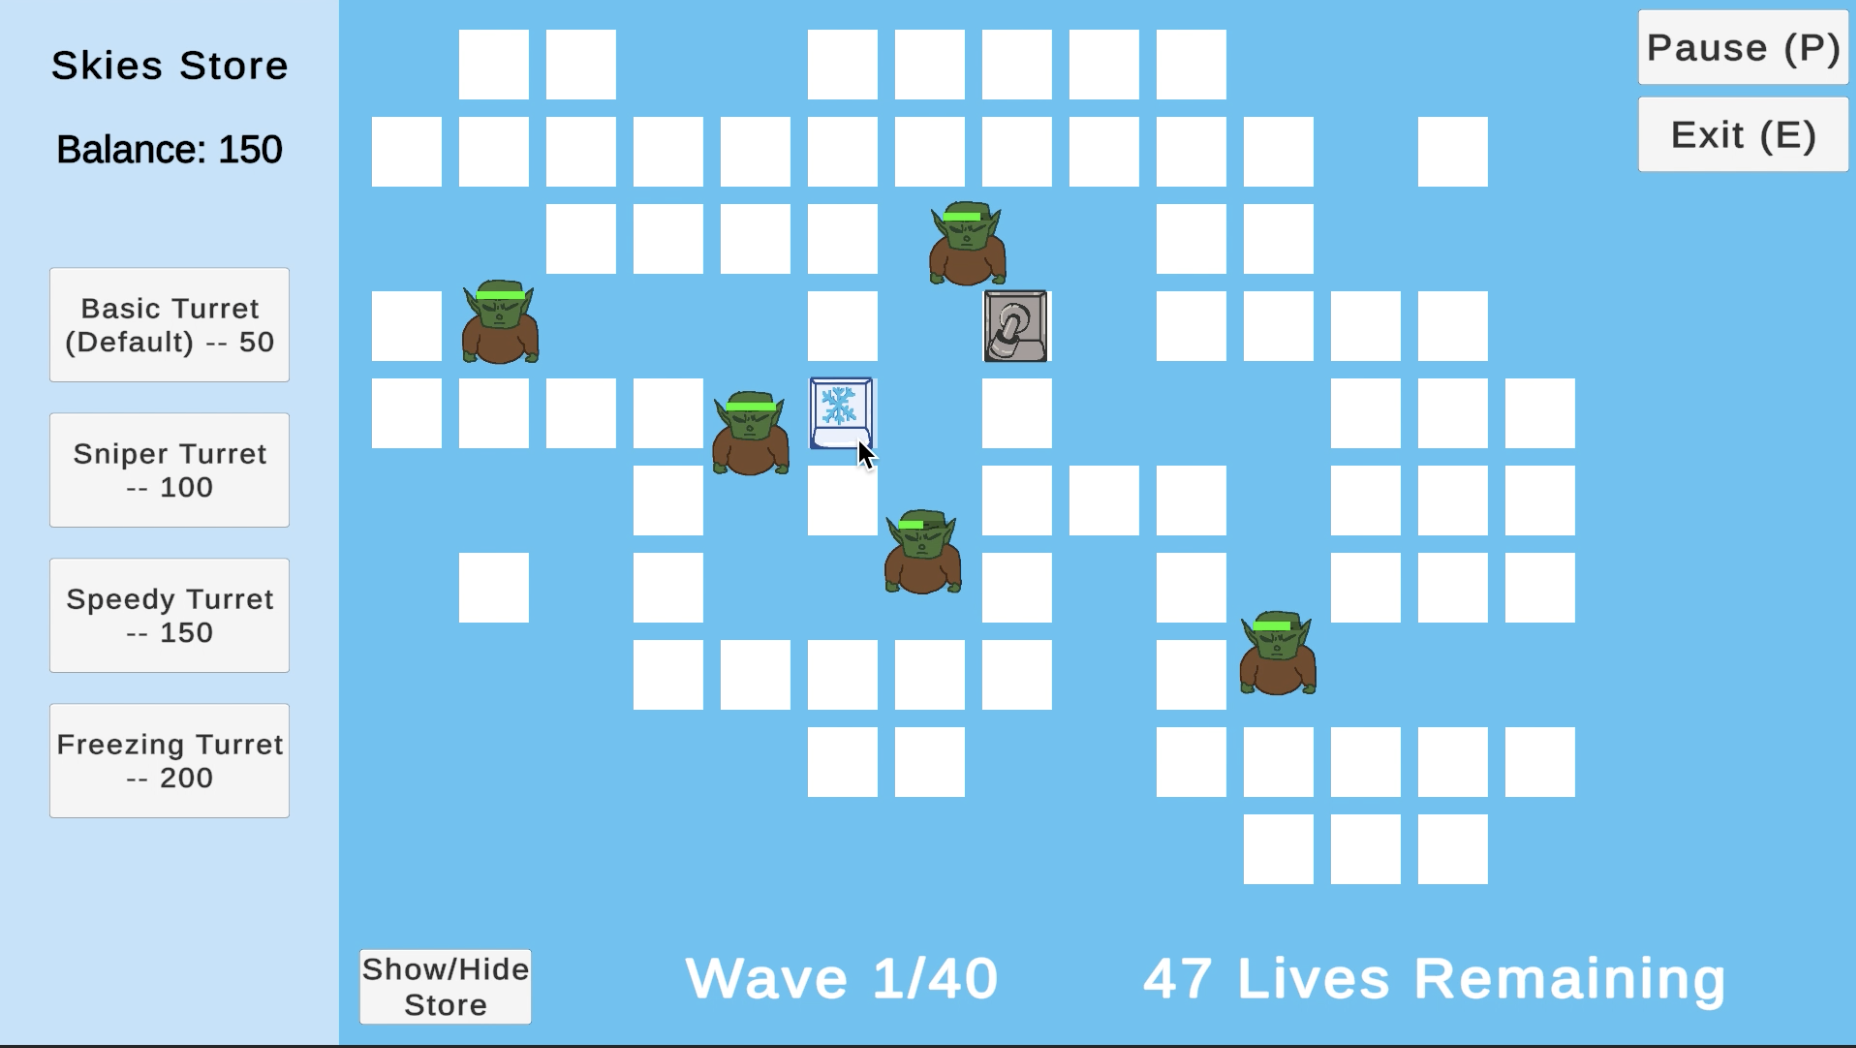 Skies Store
Balance: 150
Basic Turret
(Default) -- 50
Sniper Turret
-- 100
Speedy Turret
-- 150
Freezing Turret
-- 200
Pause (P)
Exit (E)
Show/Hide
Store
Wave 1/40
47 Lives Remaining